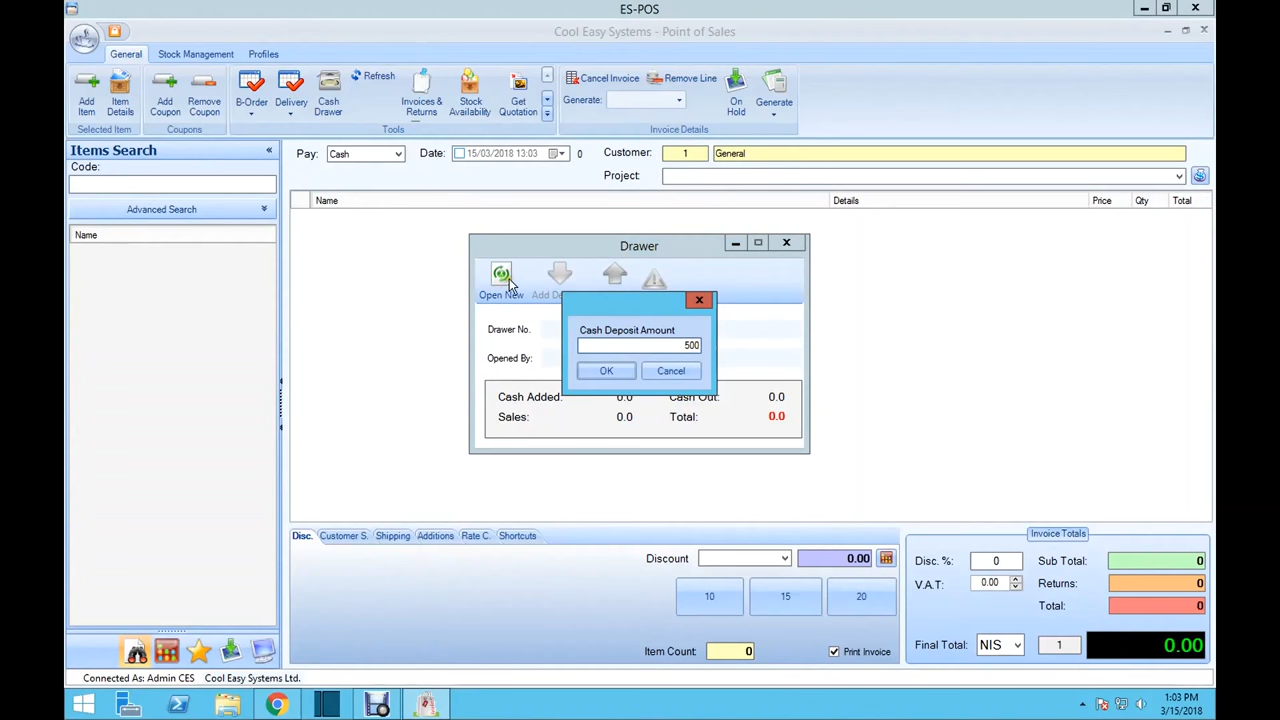 ES-POS
Cool Easy Systems - Point of Sales
General Stock Management Profiles
Add Item
Item Details
Add Coupon
Remove Coupon
B-Order
Delivery
Cash Drawer
Refresh
Invoices & Returns
Stock Availability
Get Quotation
Cancel Invoice
Remove Line
Generate:
On Hold
Generate
Selected Item
Coupons
Tools
Invoice Details
Items Search «
Code:
Advanced Search
Name
Pay: Cash Date: 15/03/2018 13:03 0 Customer: 1 General
Project:
Name Details Price Qty Total
Drawer
Open New
Drawer No.
Opened By:
Cash Deposit Amount
500
OK Cancel
Cash Added: 0.0 Cash Out: 0.0
Sales: 0.0 Total: 0.0
Disc. Customer S. Shipping Additions Rate C. Shortcuts
Discount 0.00
10 15 20
Item Count: 0 Print Invoice
Invoice Totals
Disc. %: 0 Sub Total: 0
V.A.T: 0.00 Returns: 0
Total: 0
Final Total: NIS 1 0.00
Connected As: Admin CES Cool Easy Systems Ltd.
1:03 PM
3/15/2018